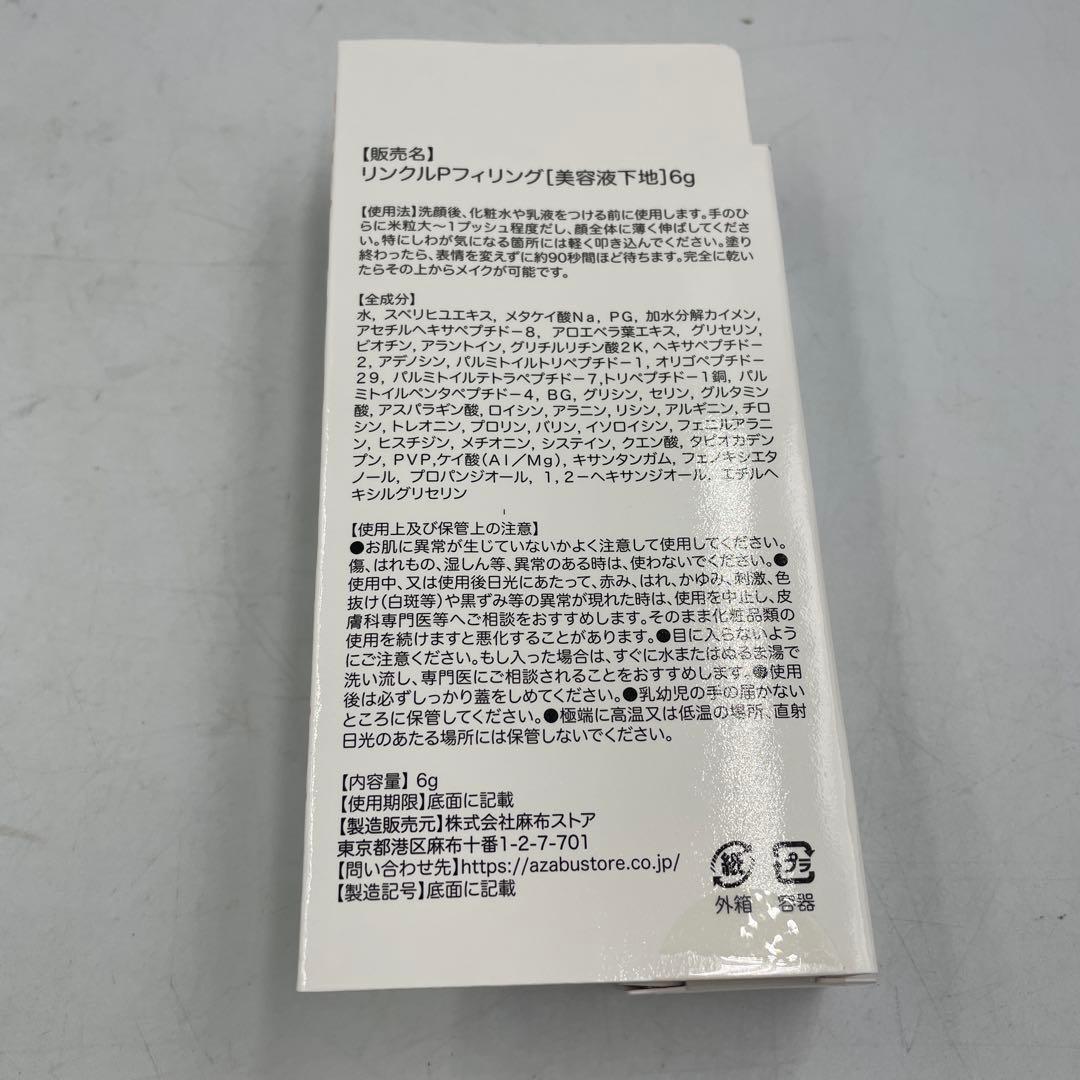 【販売名】
リンクルPフィリング[美容液下地]6g
【使用法】洗顔後、化粧水や乳液をつける前に使用します。手のひ
らに米粒大〜1プッシュ程度だし、顔全体に薄く伸ばしてくださ
い。特にしわが気になる箇所には軽く叩き込んでください。塗り
終わったら、表情を変えずに約90秒間ほど待ちます。完全に乾い
たらその上からメイクが可能です。
【全成分】
水, スベリヒユエキス, メタケイ酸Na, PG, 加水分解カイメン,
アセチルヘキサペプチド－8, アロエベラ葉エキス, グリセリン,
ビオチン, アラントイン, グリチルリチン酸2K, ヘキサペプチド－
2, アデノシン, パルミトイルトリペプチド－1, オリゴペプチド－
29, パルミトイルテトラペプチド－7,トリペプチド－1銅, パル
ミトイルペンタペプチド－4, BG, グリシン, セリン, グルタミン
酸, アスパラギン酸, ロイシン, アラニン, リシン, アルギニン, チロ
シン, トレオニン, プロリン, バリン, イソロイシン, フェニルアラニ
ン, ヒスチジン, メチオニン, システイン, クエン酸, タピオカデン
プン, PVP,ケイ酸(Al/Mg), キサンタンガム, フェノキシエタ
ノール, プロパンジオール, 1,2－ヘキサンジオール, エチルヘ
キシルグリセリン
【使用上及び保管上の注意】
●お肌に異常が生じていないかよく注意して使用してください。
傷、はれもの、湿しん等、異常のある時は、使わないでください。●
使用中、又は使用後日光にあたって、赤み、はれ、かゆみ、刺激、色
抜け(白斑等)や黒ずみ等の異常が現れた時は、使用を中止し、皮
膚科専門医等へご相談をおすすめします。そのまま化粧品類の
使用を続けますと悪化することがあります。●目に入らないよう
にご注意ください。もし入った場合は、すぐに水またはぬるま湯で
洗い流し、専門医にご相談されることをおすすめします。●使用
後は必ずしっかり蓋をしめてください。●乳幼児の手の届かない
ところに保管してください。●極端に高温又は低温の場所、直射
日光のあたる場所には保管しないでください。
【内容量】6g
【使用期限】底面に記載
【製造販売元】株式会社麻布ストア
東京都港区麻布十番1-2-7-701
【問い合わせ先】https://azabustore.co.jp/
【製造記号】底面に記載
紙 プラ
外箱 容器